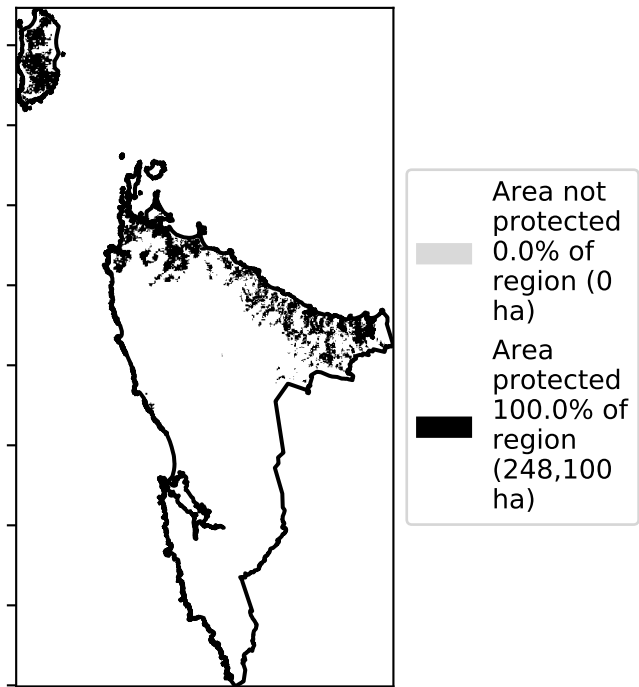 Area not
protected
0.0% of
region (0
ha)
Area
protected
100.0% of
region
(248,100
ha)